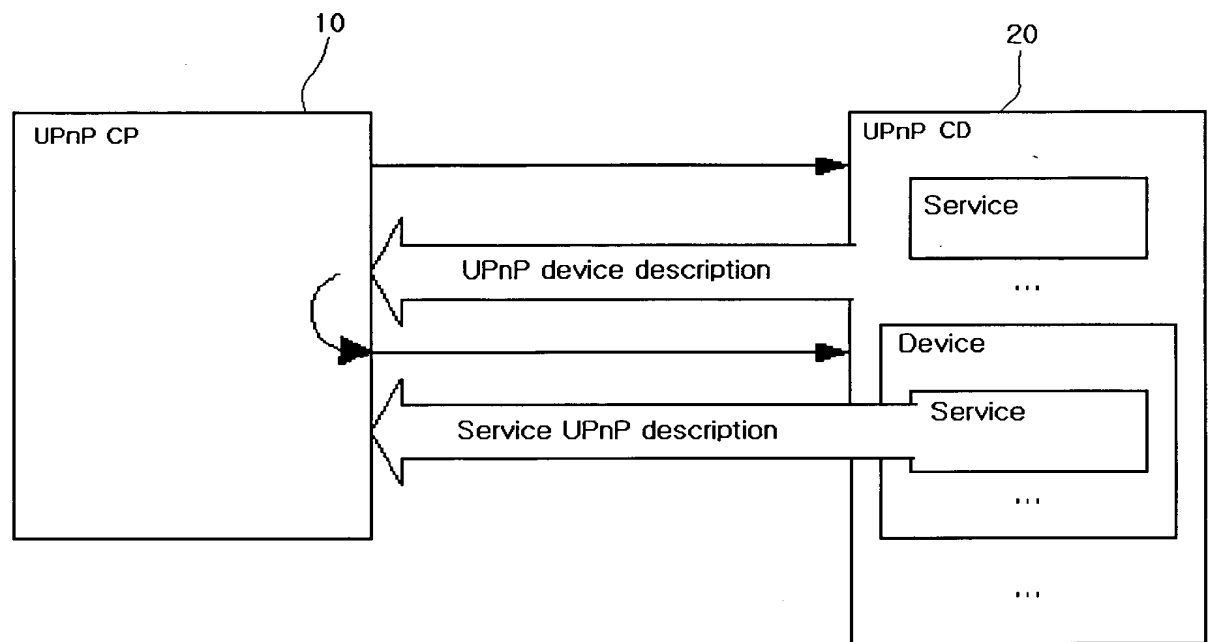 10
20
UPnP CP
UPnP CD
Service
UPnP device description
...
Device
Service
Service UPnP description
...
...